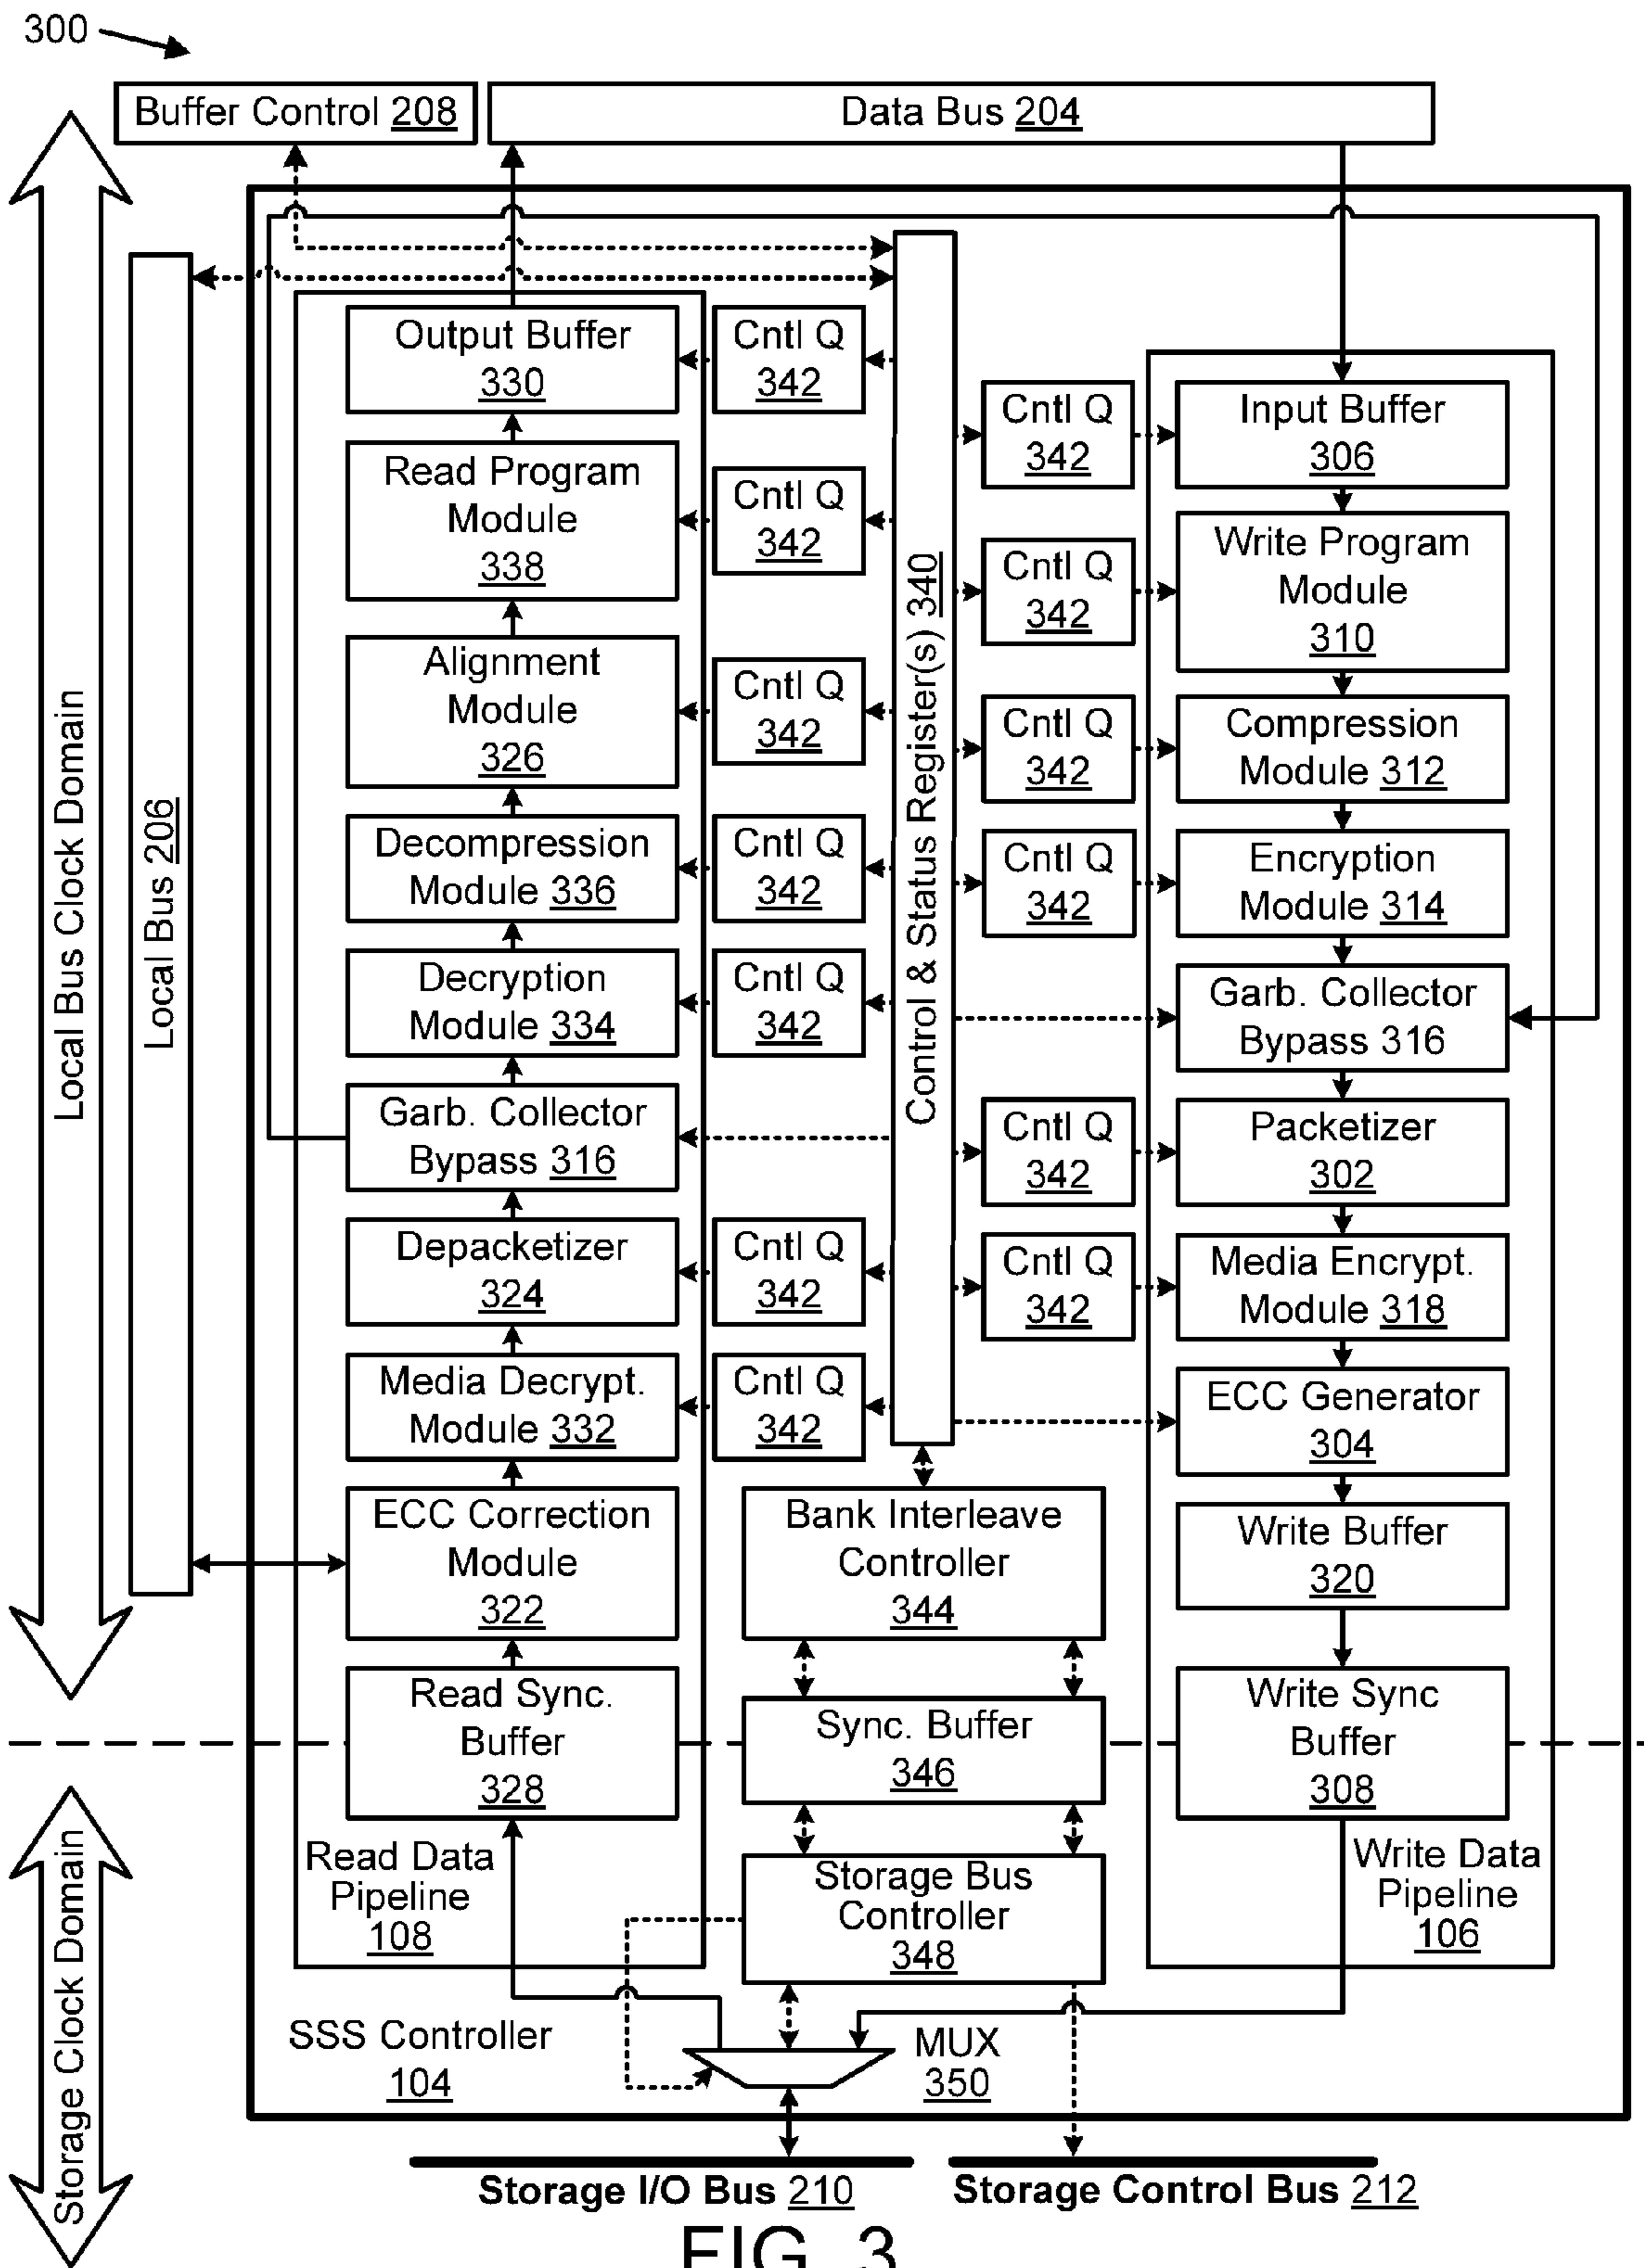 300
Buffer Control 208
Data Bus 204
Local Bus Clock Domain
Local Bus 206
Output Buffer
330
Read Program
Module
338
Alignment
Module
326
Decompression
Module 336
Decryption
Module 334
Garb. Collector
Bypass 316
Depacketizer
324
Media Decrypt.
Module 332
ECC Correction
Module
322
Read Sync.
Buffer
328
Read Data
Pipeline
108
Cntl Q
342
Cntl Q
342
Cntl Q
342
Cntl Q
342
Cntl Q
342
Cntl Q
342
Cntl Q
342
Control & Status Register(s) 340
Cntl Q
342
Cntl Q
342
Cntl Q
342
Cntl Q
342
Cntl Q
342
Cntl Q
342
Input Buffer
306
Write Program
Module
310
Compression
Module 312
Encryption
Module 314
Garb. Collector
Bypass 316
Packetizer
302
Media Encrypt.
Module 318
ECC Generator
304
Write Buffer
320
Write Sync
Buffer
308
Write Data
Pipeline
106
Bank Interleave
Controller
344
Sync. Buffer
346
Storage Bus
Controller
348
Storage Clock Domain
SSS Controller
104
MUX
350
Storage I/O Bus 210
Storage Control Bus 212
FIG. 3